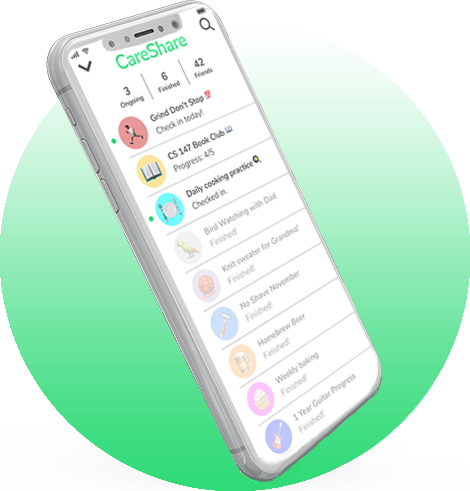 CareShare
3 6 42
Ongoing Finished Friends
Grind Don't Stop 💯
Check in today!
CS 147 Book Club 📖
Progress: 4/5
Daily cooking practice 🍳
Checked in.
Bird Watching with Dad
Finished!
Knit sweater for Grandma!
Finished!
No Shave November
Finished!
Homebrew Beer
Finished!
Weekly baking
Finished!
1 Year Guitar Progress
Finished!